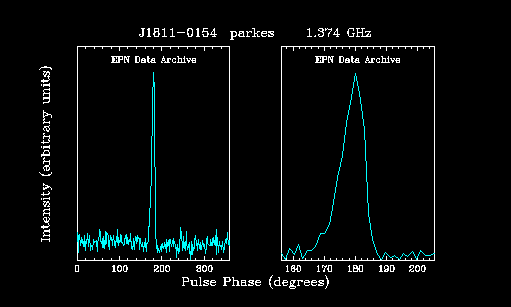 J1811-0154 parkes 1.374 GHz
EPN Data Archive
EPN Data Archive
Intensity (arbitrary units)
0 100 200 300
160 170 180 190 200
Pulse Phase (degrees)